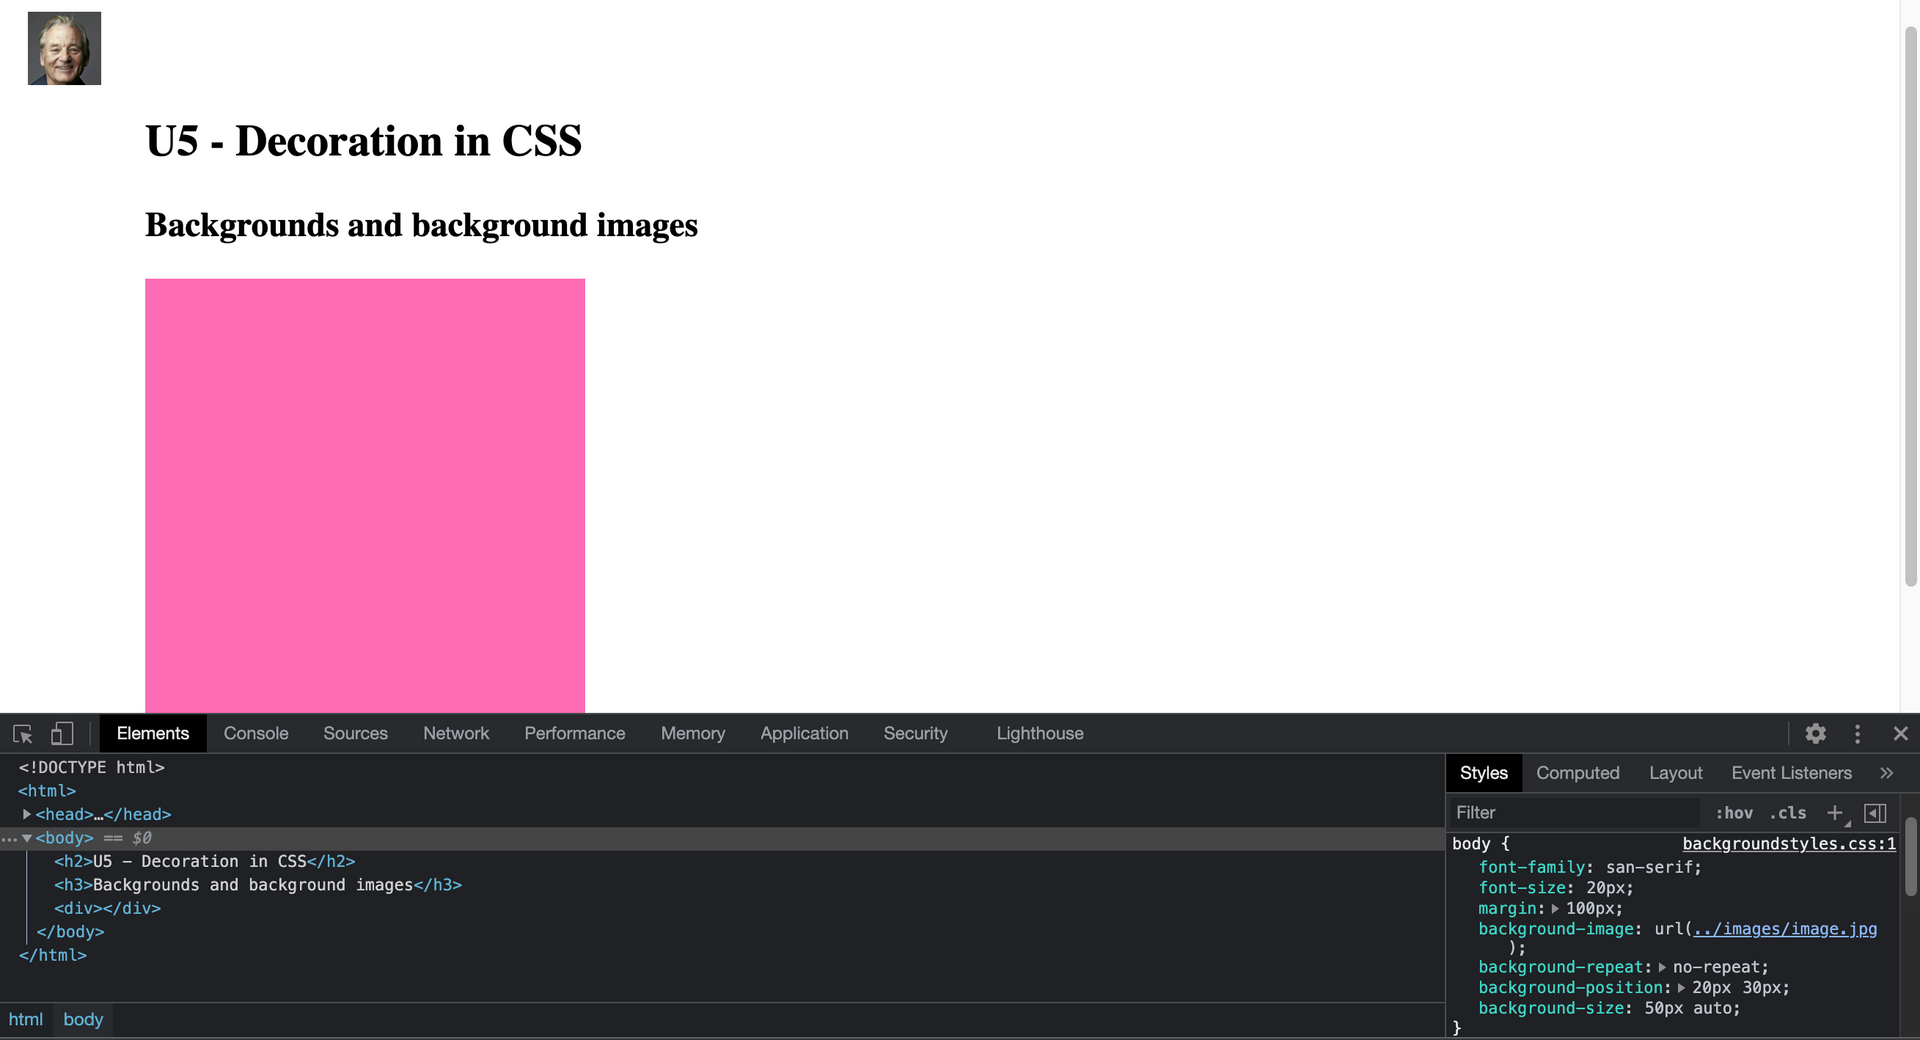 U5 - Decoration in CSS
Backgrounds and background images
Elements Console Sources Network Performance Memory Application Security Lighthouse
<!DOCTYPE html>
<html>
<head>…</head>
<body> == $0
<h2>U5 – Decoration in CSS</h2>
<h3>Backgrounds and background images</h3>
<div></div>
</body>
</html>
html body
Styles Computed Layout Event Listeners »
Filter :hov .cls +
body { backgroundstyles.css:1
font-family: san-serif;
font-size: 20px;
margin: 100px;
background-image: url(../images/image.jpg
);
background-repeat: no-repeat;
background-position: 20px 30px;
background-size: 50px auto;
}